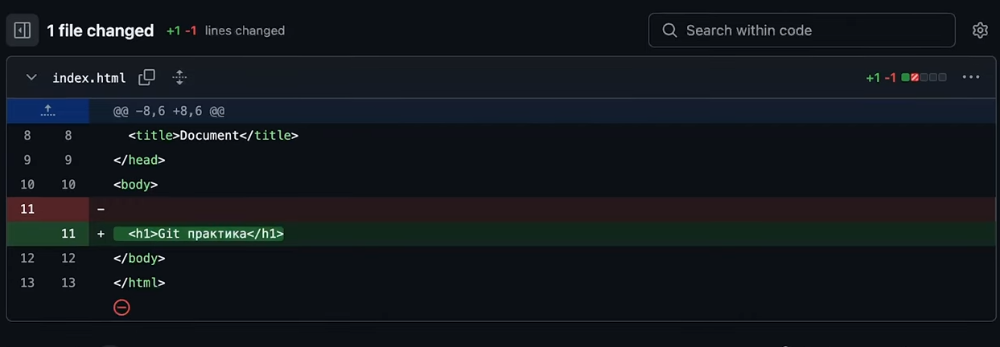 1 file changed +1 -1 lines changed Search within code
index.html +1 -1
@@ -8,6 +8,6 @@
8 8 <title>Document</title>
9 9 </head>
10 10 <body>
11 -
11 + <h1>Git практика</h1>
12 12 </body>
13 13 </html>